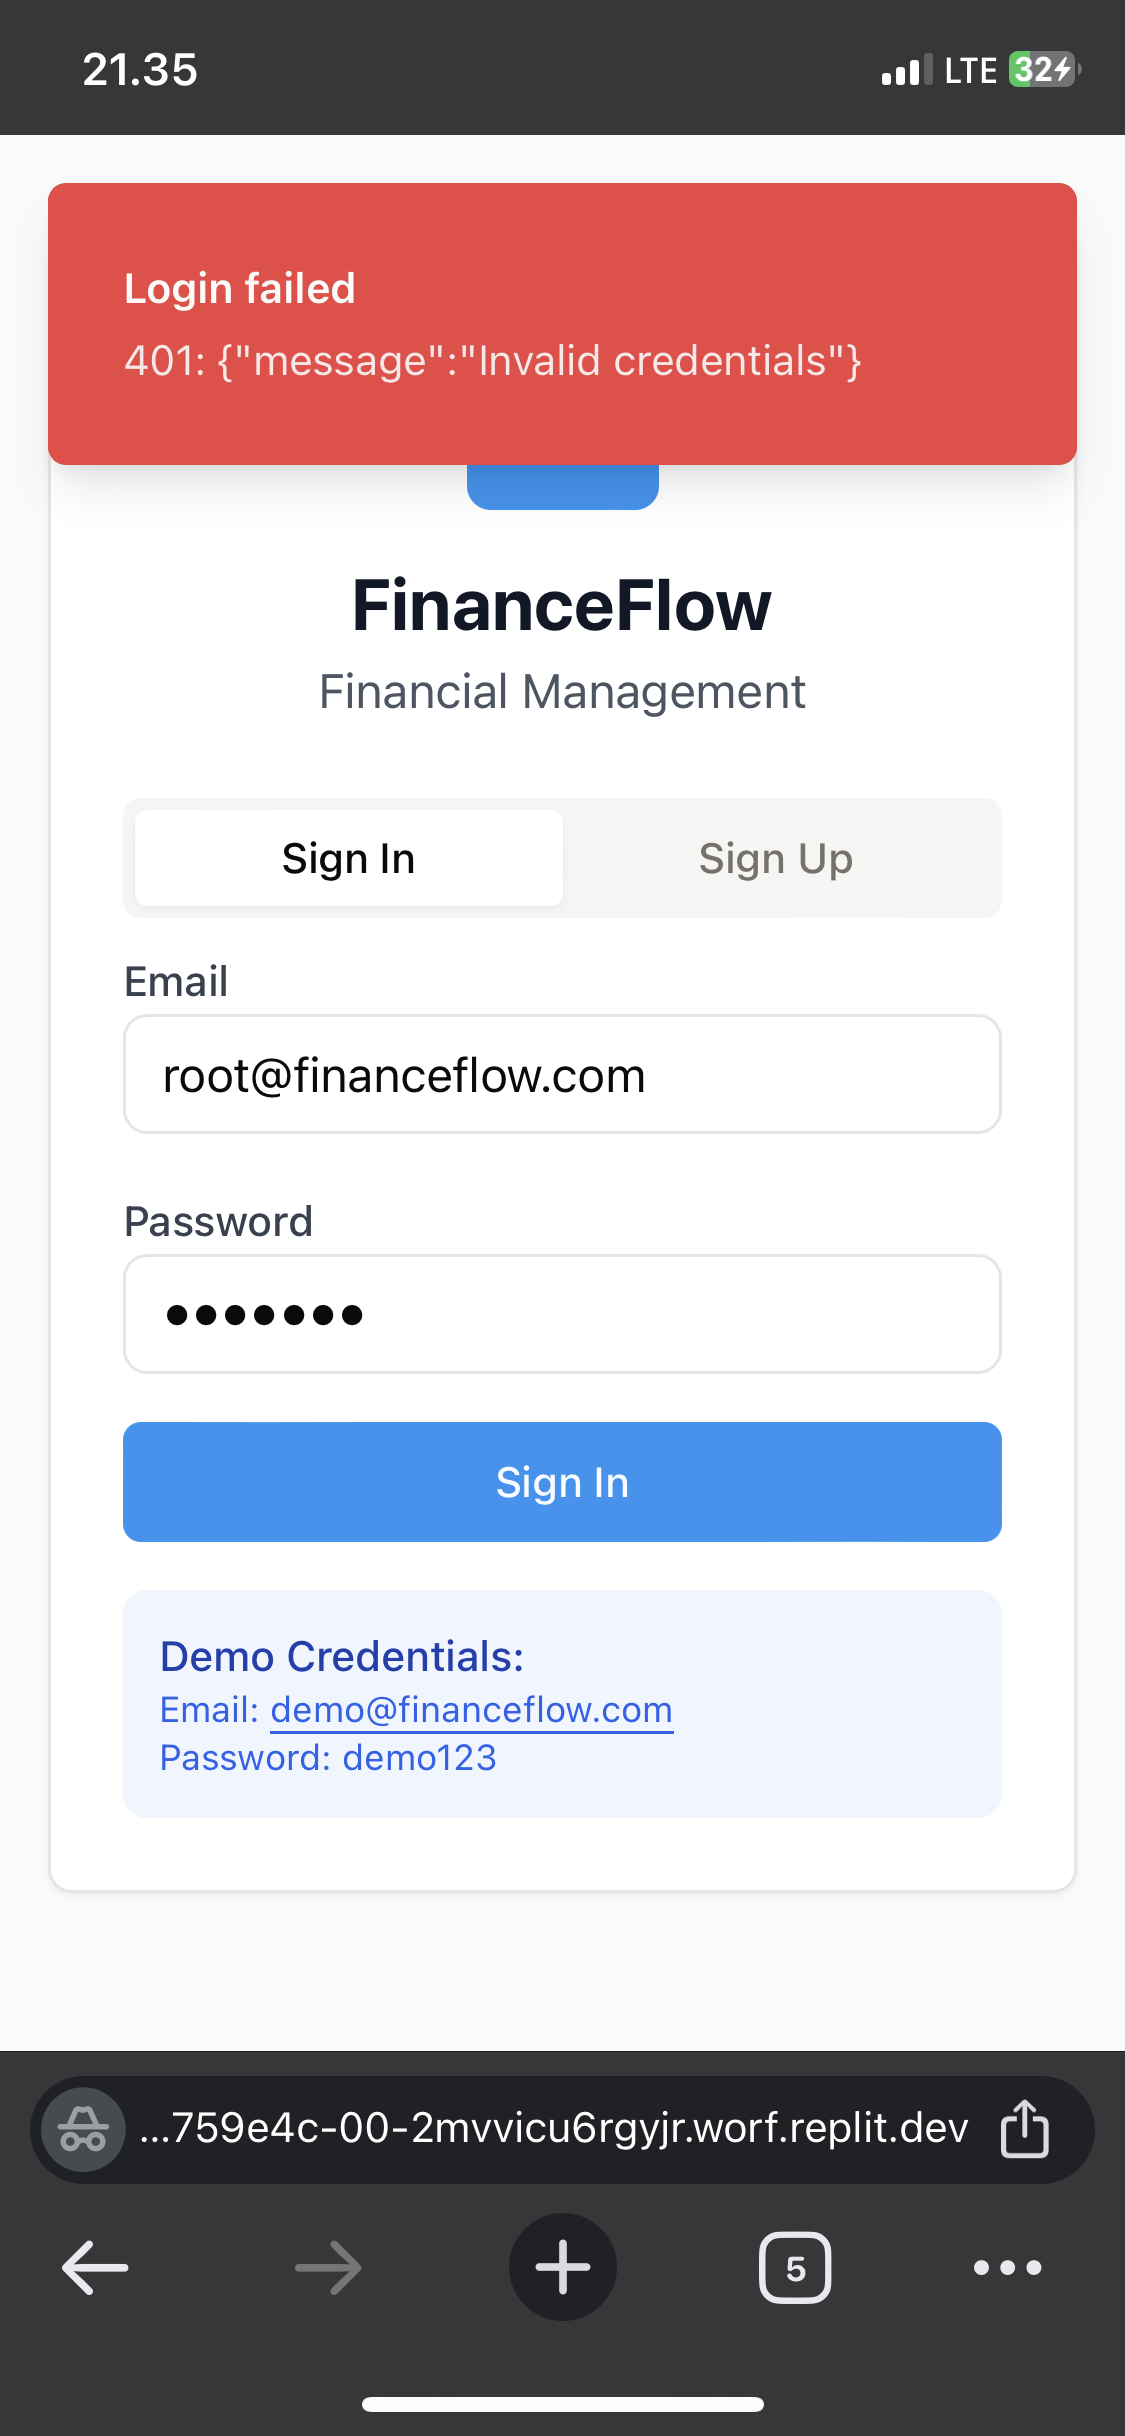 21.35
LTE 32
Login failed
401: {"message":"Invalid credentials"}
FinanceFlow
Financial Management
Sign In
Sign Up
Email
root@financeflow.com
Password
•••••••
Sign In
Demo Credentials:
Email: demo@financeflow.com
Password: demo123
...759e4c-00-2mvvicu6rgyjr.worf.replit.dev
5